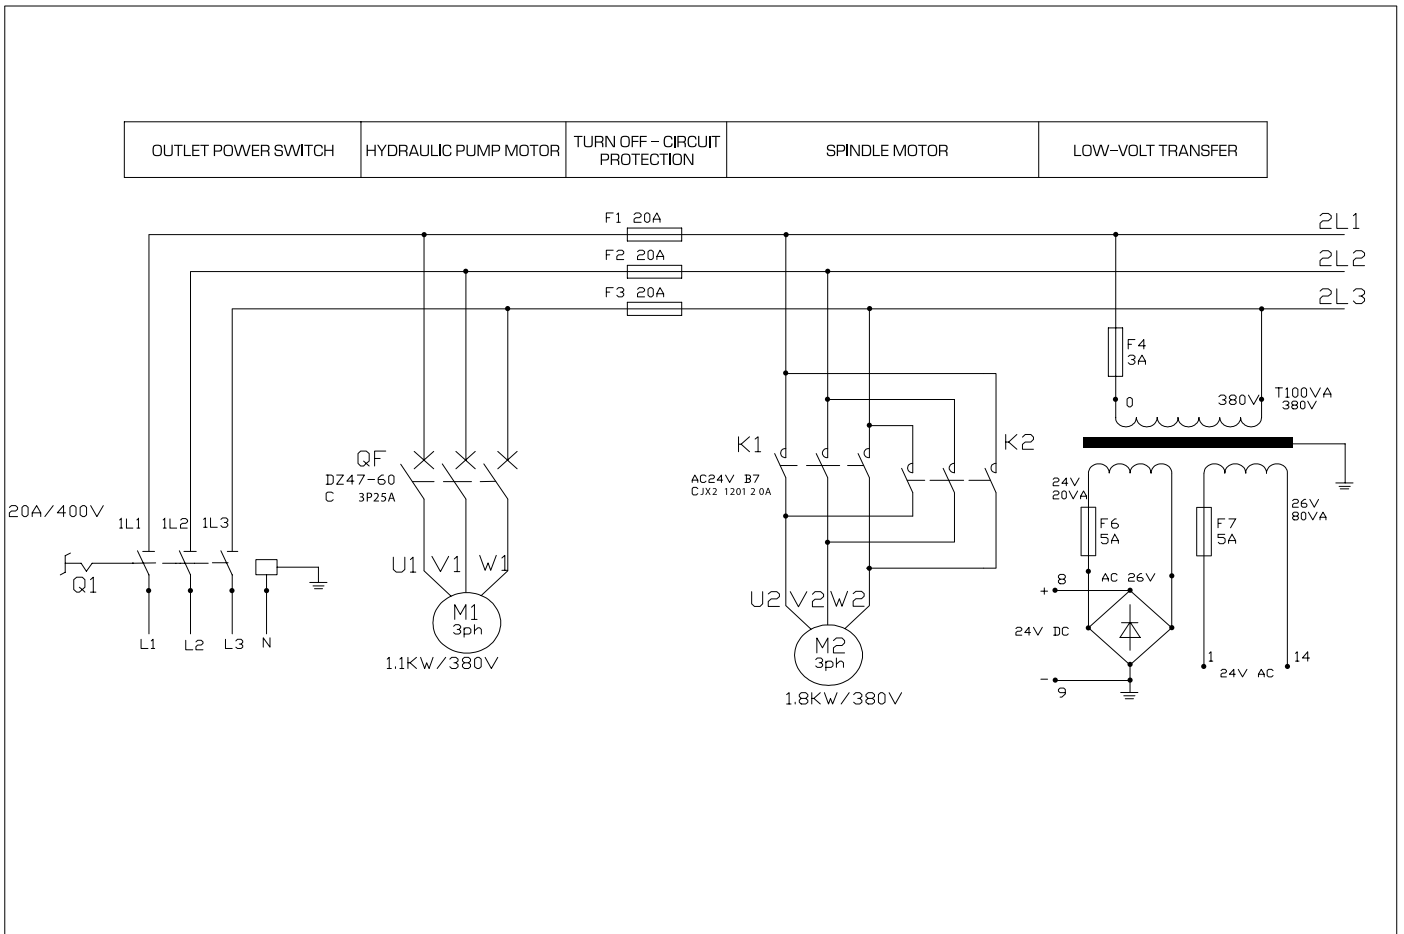 OUTLET POWER SWITCH
HYDRAULIC PUMP MOTOR
TURN OFF – CIRCUIT
PROTECTION
SPINDLE MOTOR
LOW–VOLT TRANSFER
F1 20A
2L1
F2 20A
2L2
F3 20A
2L3
F4
3A
0
380V
T100VA
380V
K1
K2
QF
DZ47-60
C 3P25A
AC24V B7
CJX2 1201 20A
24V
20VA
26V
80VA
20A/400V
1L1
1L2
1L3
F6
5A
F7
5A
Q1
U1
V1
W1
8
AC 26V
+
U2
V2
W2
M1
3ph
24V DC
L1
L2
L3
N
M2
3ph
1.1KW/380V
1
14
24V AC
-
9
1.8KW/380V